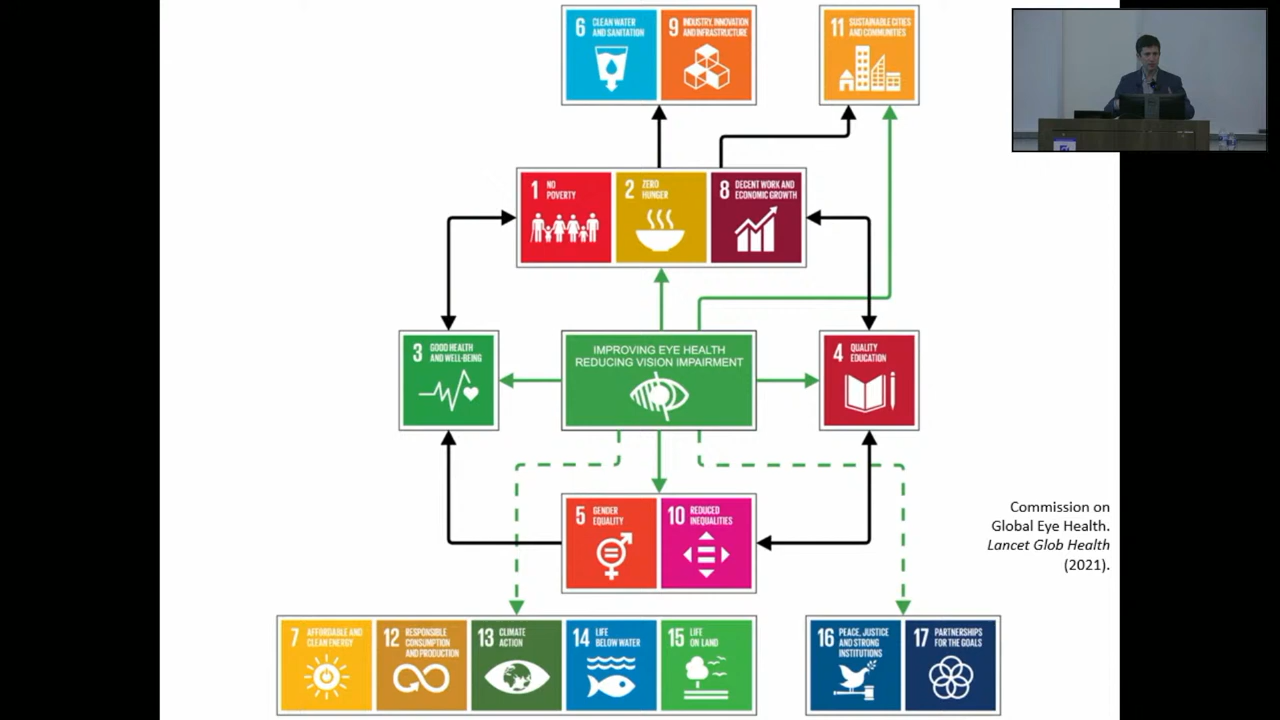 6 CLEAN WATER
AND SANITATION
9 INDUSTRY, INNOVATION
AND INFRASTRUCTURE
11 SUSTAINABLE CITIES
AND COMMUNITIES
1 NO
POVERTY
2 ZERO
HUNGER
8 DECENT WORK AND
ECONOMIC GROWTH
3 GOOD HEALTH
AND WELL-BEING
IMPROVING EYE HEALTH
REDUCING VISION IMPAIRMENT
4 QUALITY
EDUCATION
5 GENDER
EQUALITY
10 REDUCED
INEQUALITIES
Commission on
Global Eye Health.
Lancet Glob Health
(2021).
7 AFFORDABLE AND
CLEAN ENERGY
12 RESPONSIBLE
CONSUMPTION
AND PRODUCTION
13 CLIMATE
ACTION
14 LIFE
BELOW WATER
15 LIFE
ON LAND
16 PEACE, JUSTICE
AND STRONG
INSTITUTIONS
17 PARTNERSHIPS
FOR THE GOALS